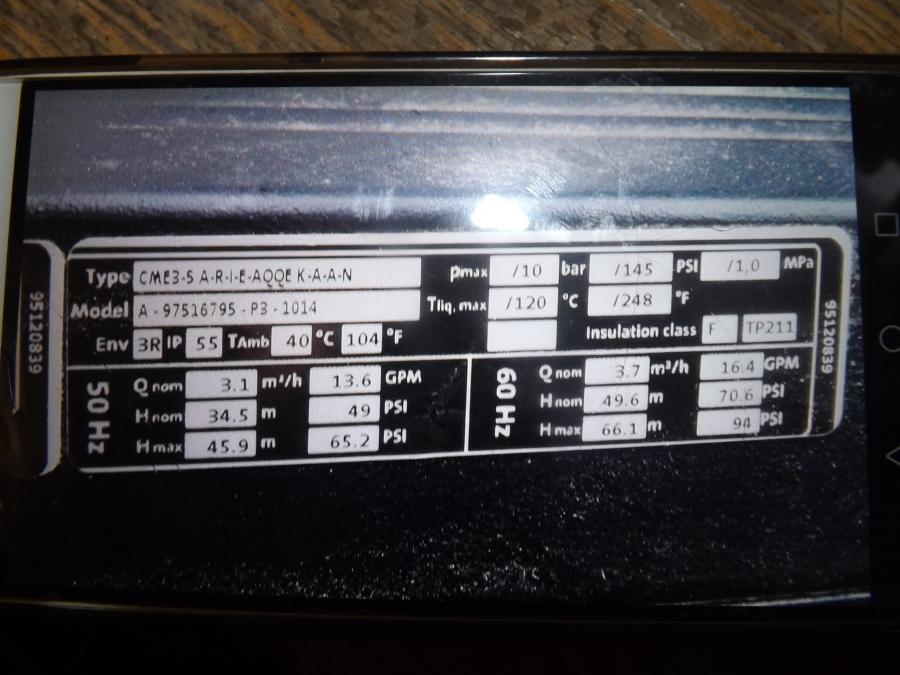 Type CME3-5 A-R-I-E-AQQE K-A-A-N pmax /10 bar /145 PSI /1,0 MPa
Model A - 97516795 - P3 - 1014 Tliq. max /120 °C /248 °F
Env 3R IP 55 TAmb 40 °C 104 °F Insulation class F TP211
50 Hz
Q nom 3.1 m³/h 13.6 GPM
H nom 34.5 m 49 PSI
H max 45.9 m 65.2 PSI
60 Hz
Q nom 3.7 m³/h 16.4 GPM
H nom 49.6 m 70.6 PSI
H max 66.1 m 94 PSI
95120839
95120839